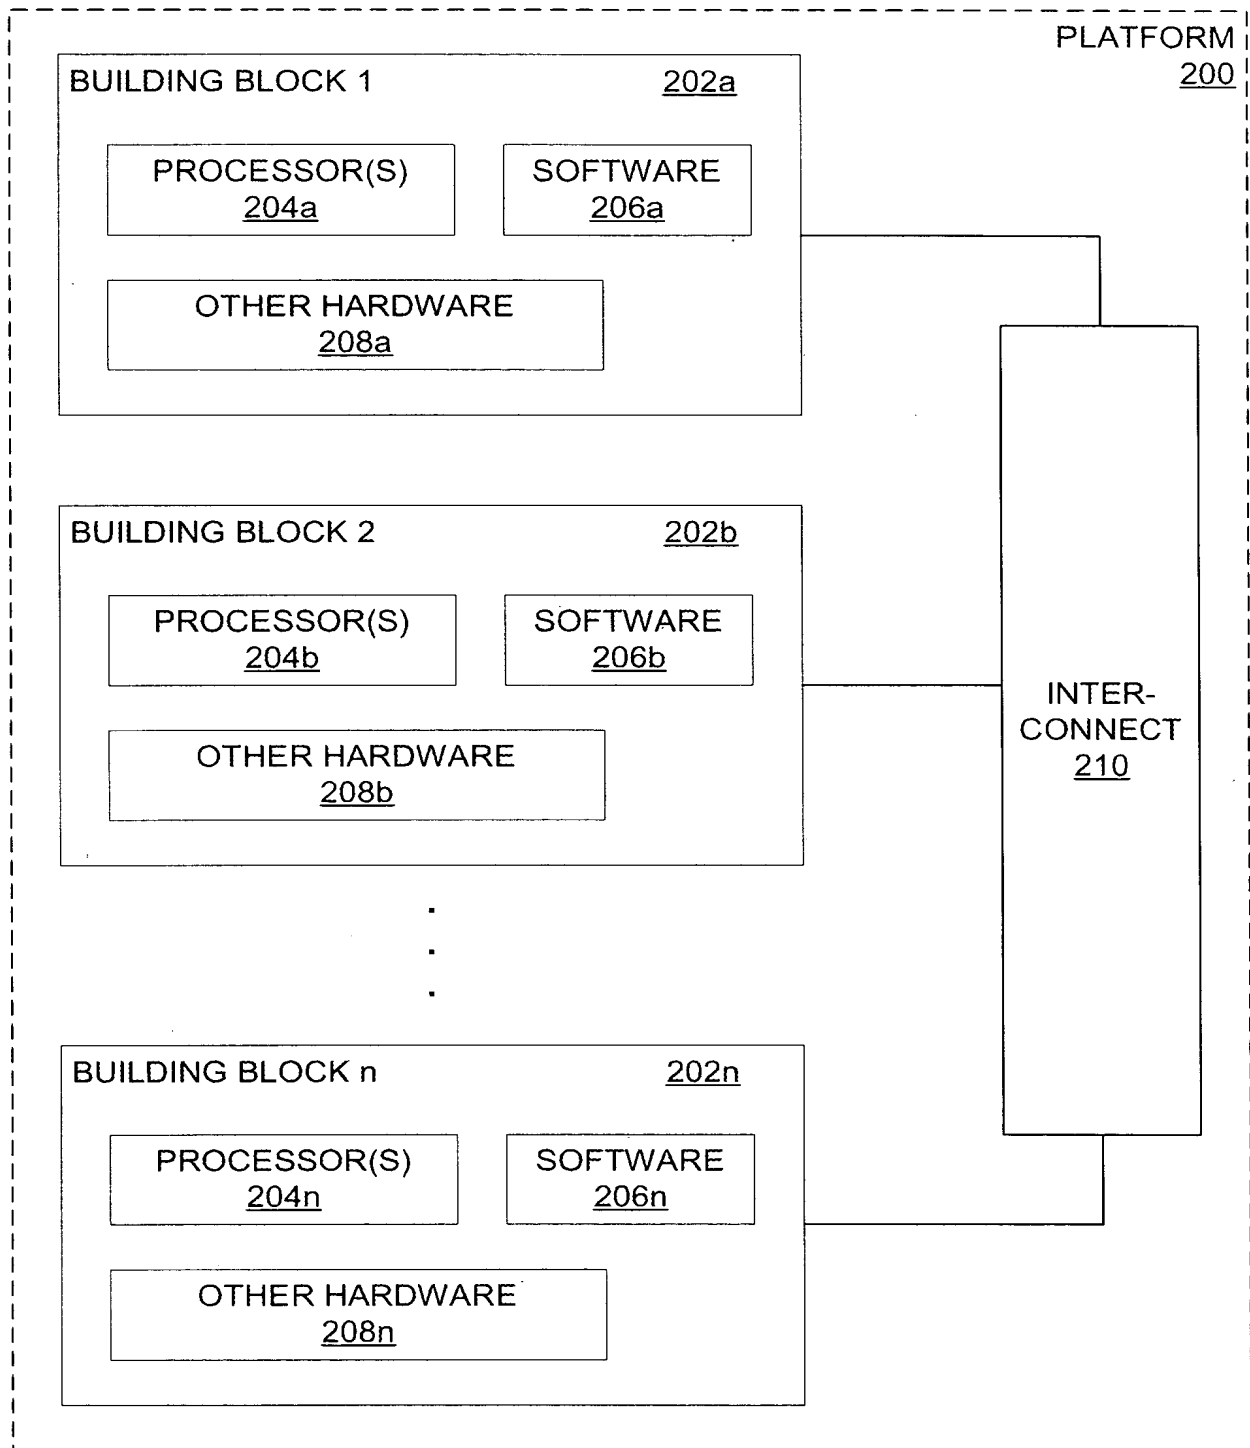 PLATFORM
200
BUILDING BLOCK 1
202a
PROCESSOR(S)
204a
SOFTWARE
206a
OTHER HARDWARE
208a
BUILDING BLOCK 2
202b
PROCESSOR(S)
204b
SOFTWARE
206b
OTHER HARDWARE
208b
INTER-
CONNECT
210
BUILDING BLOCK n
202n
PROCESSOR(S)
204n
SOFTWARE
206n
OTHER HARDWARE
208n